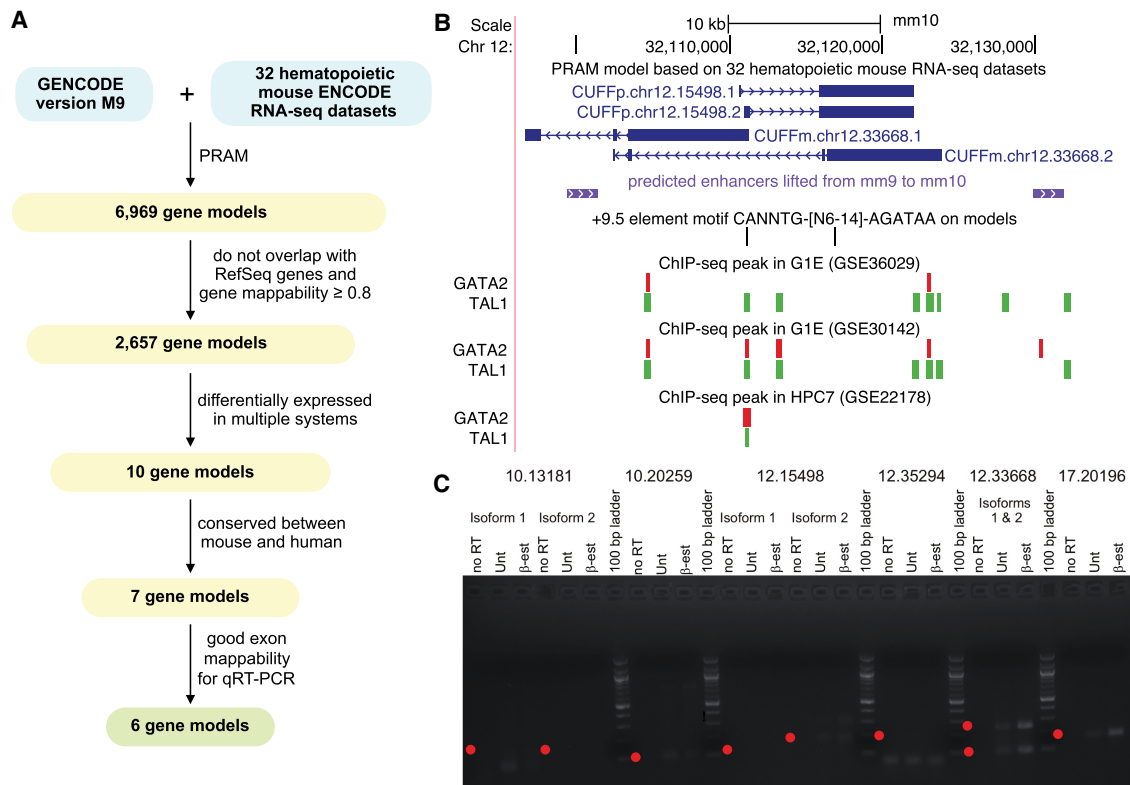 A
GENCODE
version M9
+
32 hematopoietic
mouse ENCODE
RNA-seq datasets
PRAM
6,969 gene models
do not overlap with
RefSeq genes and
gene mappability ≥ 0.8
2,657 gene models
differentially expressed
in multiple systems
10 gene models
conserved between
mouse and human
7 gene models
good exon
mappability
for qRT-PCR
6 gene models
B
Scale 10 kb mm10
Chr 12: 32,110,000 32,120,000 32,130,000
PRAM model based on 32 hematopoietic mouse RNA-seq datasets
CUFFp.chr12.15498.1
CUFFp.chr12.15498.2
CUFFm.chr12.33668.1
CUFFm.chr12.33668.2
predicted enhancers lifted from mm9 to mm10
+9.5 element motif CANNTG-[N6-14]-AGATAA on models
ChIP-seq peak in G1E (GSE36029)
GATA2
TAL1
ChIP-seq peak in G1E (GSE30142)
GATA2
TAL1
ChIP-seq peak in HPC7 (GSE22178)
GATA2
TAL1
C
10.13181 10.20259 12.15498 12.35294 12.33668 17.20196
Isoform 1 Isoform 2 Isoform 1 Isoform 2 Isoforms
1 & 2
no RT Unt β-est no RT Unt β-est 100 bp ladder no RT Unt β-est 100 bp ladder no RT Unt β-est no RT Unt β-est 100 bp ladder no RT Unt β-est 100 bp ladder no RT Unt β-est 100 bp ladder no RT Unt β-est